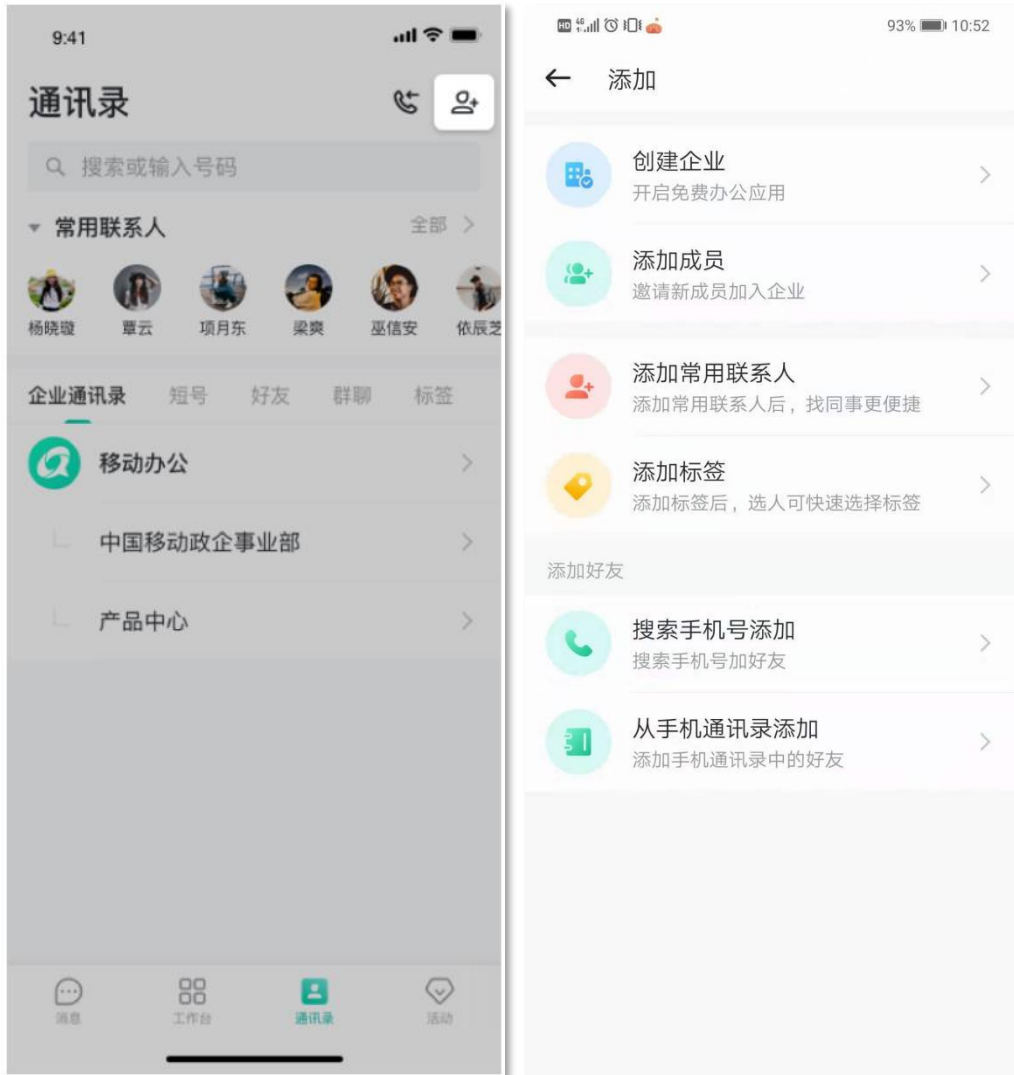 9:41
通讯录
搜索或输入号码
常用联系人
全部
杨晓璇
覃云
项月东
梁爽
巫信安
依辰芝
企业通讯录
短号
好友
群聊
标签
移动办公
中国移动政企事业部
产品中心
消息
工作台
通讯录
活动
HD 4G
93%
10:52
添加
创建企业
开启免费办公应用
添加成员
邀请新成员加入企业
添加常用联系人
添加常用联系人后，找同事更便捷
添加标签
添加标签后，选人可快速选择标签
添加好友
搜索手机号添加
搜索手机号加好友
从手机通讯录添加
添加手机通讯录中的好友